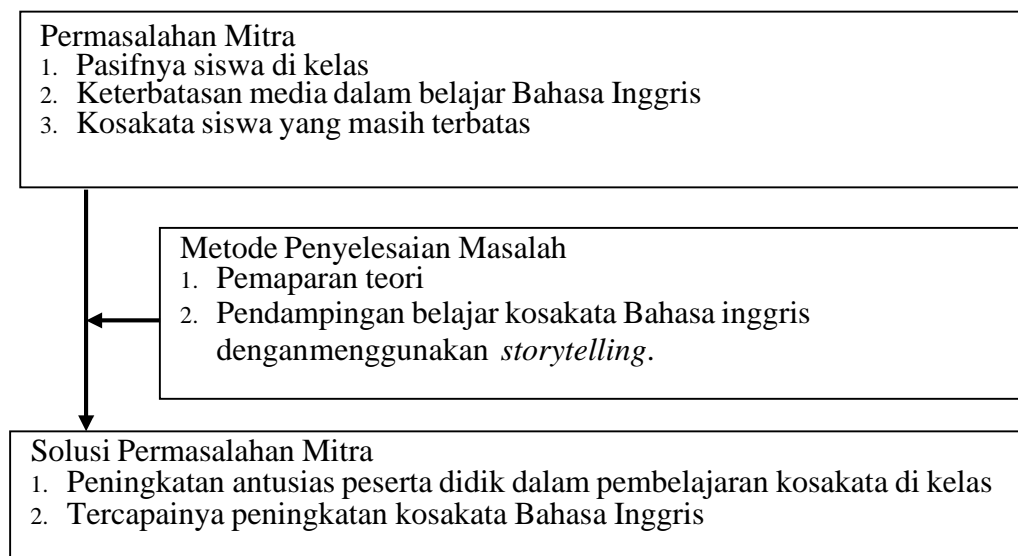 Permasalahan Mitra
1. Pasifnya siswa di kelas
2. Keterbatasan media dalam belajar Bahasa Inggris
3. Kosakata siswa yang masih terbatas
Metode Penyelesaian Masalah
1. Pemaparan teori
2. Pendampingan belajar kosakata Bahasa inggris
denganmenggunakan storytelling.
Solusi Permasalahan Mitra
1. Peningkatan antusias peserta didik dalam pembelajaran kosakata di kelas
2. Tercapainya peningkatan kosakata Bahasa Inggris